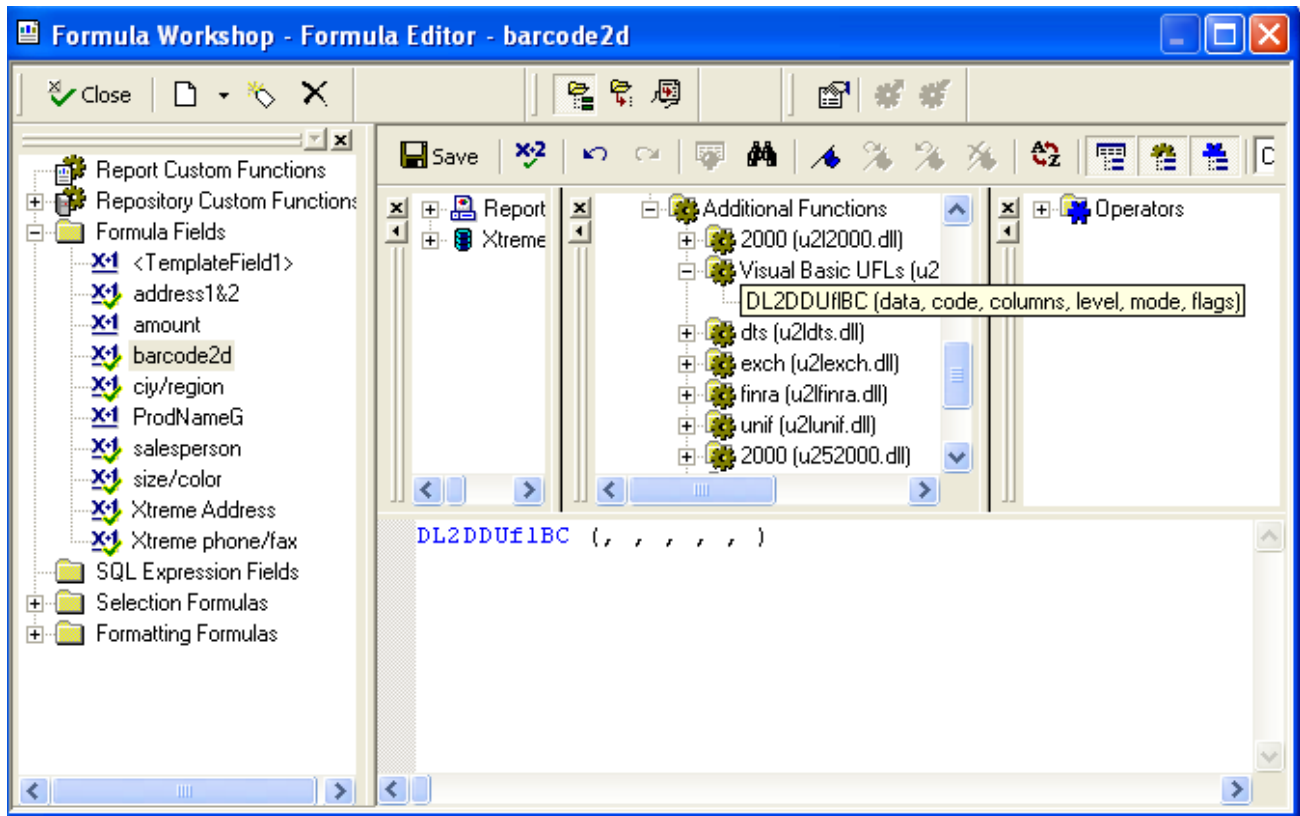 Formula Workshop - Formula Editor - barcode2d
Close
Report Custom Functions
Repository Custom Functions
Formula Fields
<TemplateField1>
address1&2
amount
barcode2d
ciy/region
ProdNameG
salesperson
size/color
Xtreme Address
Xtreme phone/fax
SQL Expression Fields
Selection Formulas
Formatting Formulas
Save
C
Report
Xtreme
Additional Functions
2000 (u2l2000.dll)
Visual Basic UFLs (u2
DL2DDUflBC (data, code, columns, level, mode, flags)
dts (u2ldts.dll)
exch (u2lexch.dll)
finra (u2lfinra.dll)
unif (u2lunif.dll)
2000 (u252000.dll)
Operators
DL2DDUflBC (, , , , , )